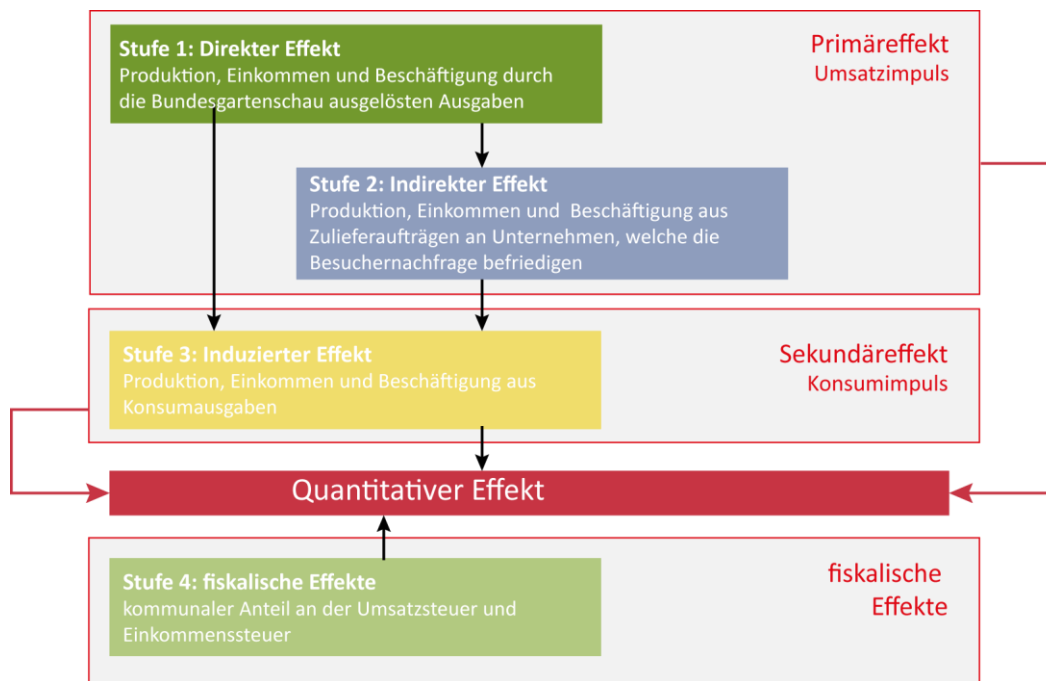 Stufe 1: Direkter Effekt
Produktion, Einkommen und Beschäftigung durch
die Bundesgartenschau ausgelösten Ausgaben
Primäreffekt
Umsatzimpuls
Stufe 2: Indirekter Effekt
Produktion, Einkommen und Beschäftigung aus
Zulieferaufträgen an Unternehmen, welche die
Besuchernachfrage befriedigen
Stufe 3: Induzierter Effekt
Produktion, Einkommen und Beschäftigung aus
Konsumausgaben
Sekundäreffekt
Konsumimpuls
Quantitativer Effekt
Stufe 4: fiskalische Effekte
kommunaler Anteil an der Umsatzsteuer und
Einkommenssteuer
fiskalische
Effekte